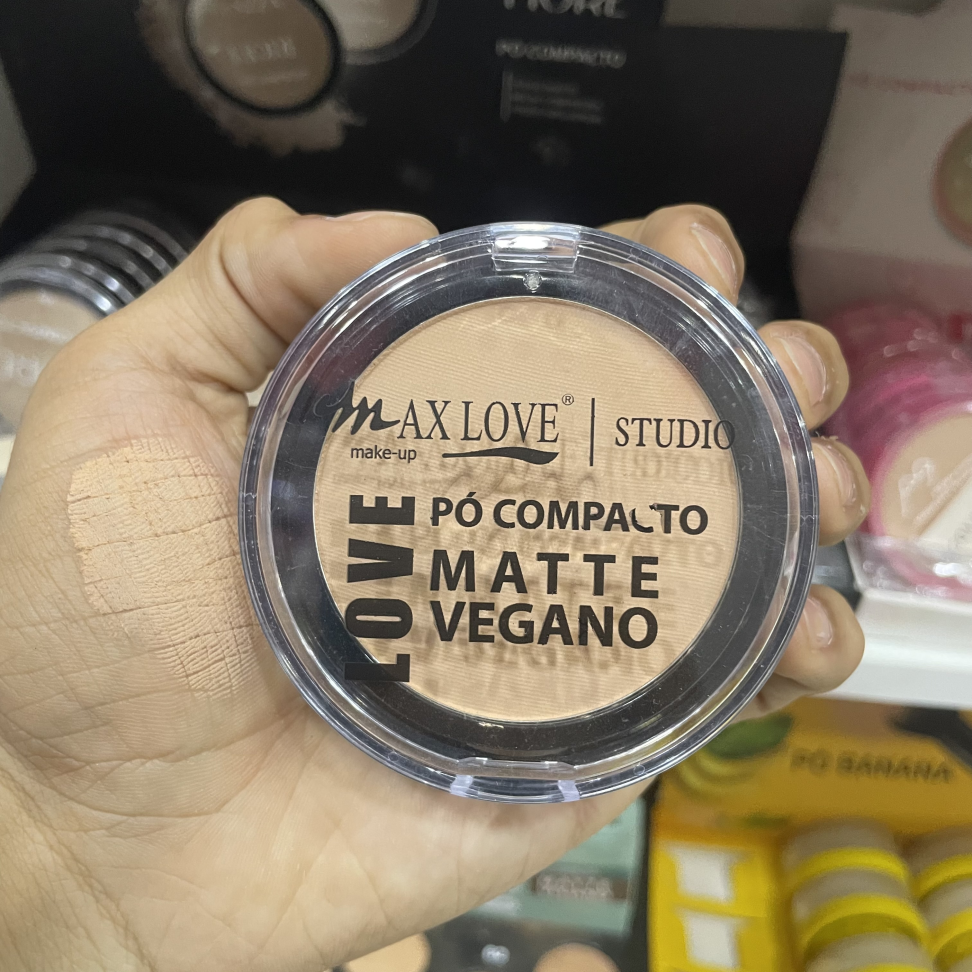 PÓ COMPACTO
MAX LOVE® | STUDIO
make-up
LOVE
PÓ COMPACTO
MATTE
VEGANO
PÓ BANANA